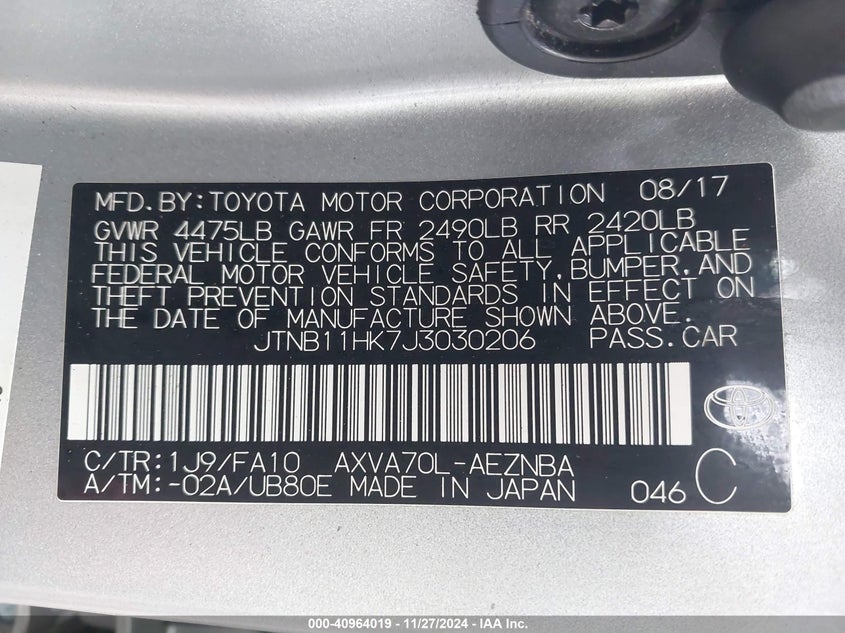 MFD.BY:TOYOTA MOTOR CORPORATION 08/17
GVWR 4475LB GAWR FR 2490LB RR 2420LB
THIS VEHICLE CONFORMS TO ALL APPLICABLE
FEDERAL MOTOR VEHICLE SAFETY,BUMPER,AND
THEFT PREVENTION STANDARDS IN EFFECT ON
THE DATE OF MANUFACTURE SHOWN ABOVE.
JTNB11HK7J3030206 PASS.CAR
C/TR:1J9/FA10 AXVA70L-AEZNBA
A/TM:-02A/UB80E MADE IN JAPAN 046 C
000-40964019 - 11/27/2024 - IAA Inc.